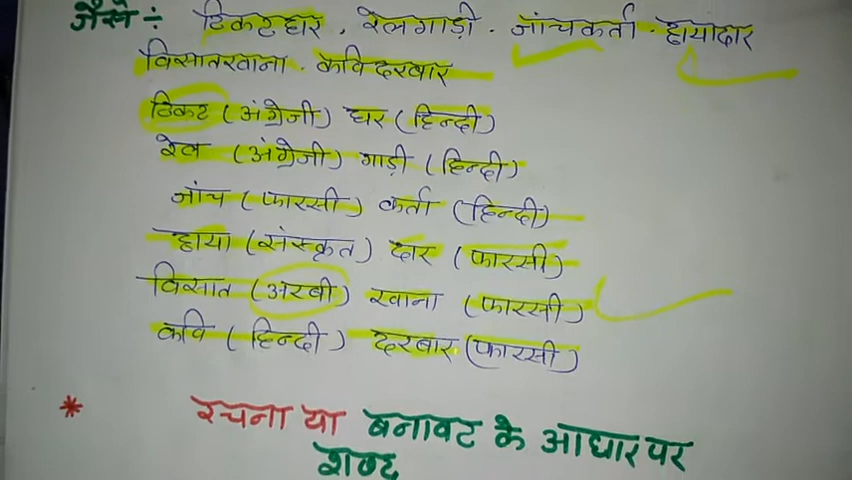 जैसे ÷ टिकटघर . रेलगाड़ी . जांचकर्ता . छायादार
विसातखाना . कविदरबार
टिकट (अंग्रेजी) घर (हिन्दी)
रेल (अंग्रेजी) गाड़ी (हिन्दी)
जांच (फारसी) कर्ता (हिन्दी)
छाया (संस्कृत) दार (फारसी)
विसात (अरबी) खाना (फारसी)
कवि (हिन्दी) दरबार (फारसी)
* रचना या बनावट के आधार पर
शब्द